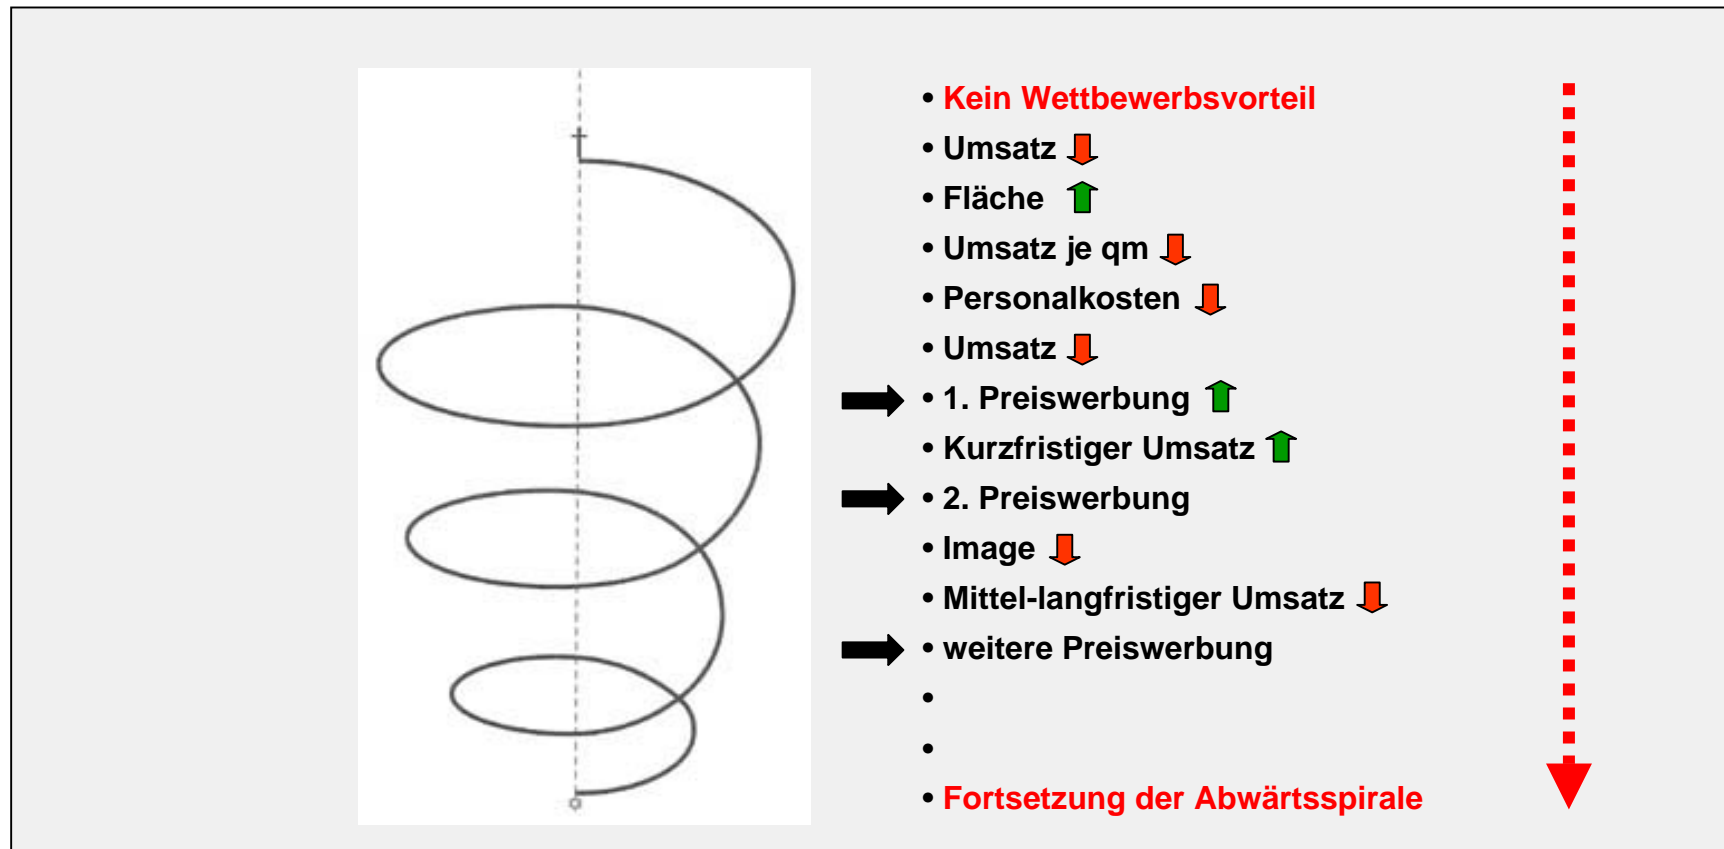 • Kein Wettbewerbsvorteil
• Umsatz
• Fläche
• Umsatz je qm
• Personalkosten
• Umsatz
• 1. Preiswerbung
• Kurzfristiger Umsatz
• 2. Preiswerbung
• Image
• Mittel-langfristiger Umsatz
• weitere Preiswerbung
•
•
• Fortsetzung der Abwärtsspirale